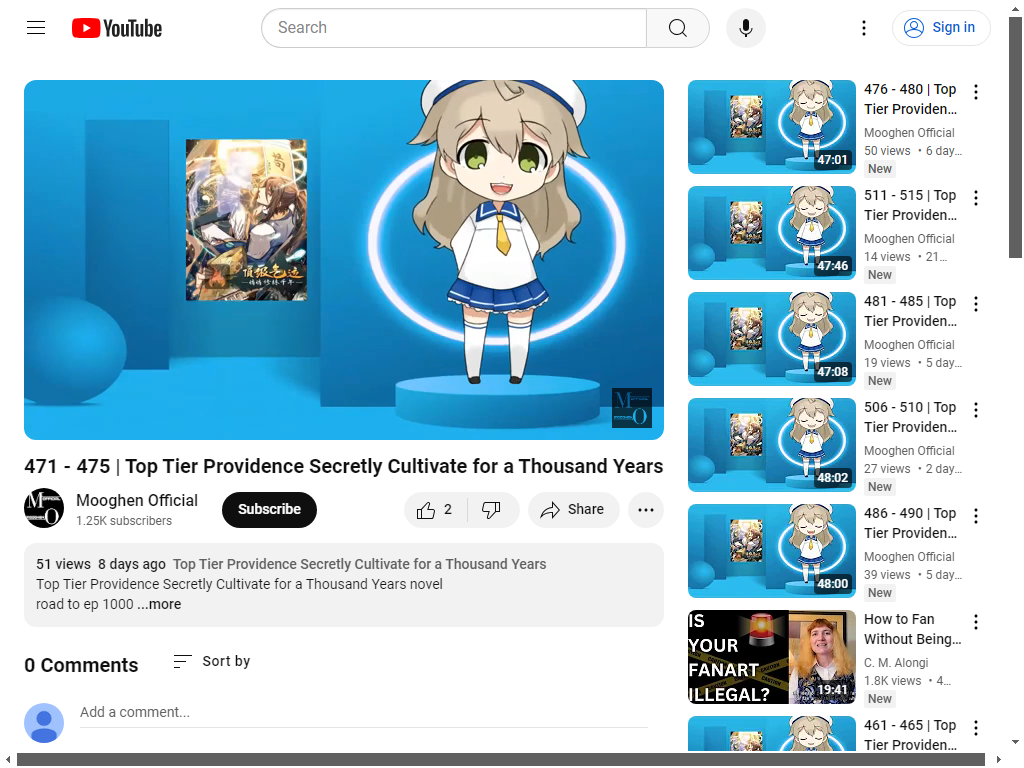 YouTube
Search
Sign in
471 - 475 | Top Tier Providence Secretly Cultivate for a Thousand Years
Mooghen Official
1.25K subscribers
Subscribe
2
Share
51 views 8 days ago Top Tier Providence Secretly Cultivate for a Thousand Years
Top Tier Providence Secretly Cultivate for a Thousand Years novel
road to ep 1000 ...more
0 Comments
Sort by
Add a comment...
47:01
476 - 480 | Top
Tier Providen...
Mooghen Official
50 views • 6 day...
New
47:46
511 - 515 | Top
Tier Providen...
Mooghen Official
14 views • 21...
New
47:08
481 - 485 | Top
Tier Providen...
Mooghen Official
19 views • 5 day...
New
48:02
506 - 510 | Top
Tier Providen...
Mooghen Official
27 views • 2 day...
New
48:00
486 - 490 | Top
Tier Providen...
Mooghen Official
39 views • 5 day...
New
IS
YOUR
FANART
ILLEGAL?
19:41
How to Fan
Without Being...
C. M. Alongi
1.8K views • 4...
New
461 - 465 | Top
Tier Providen...